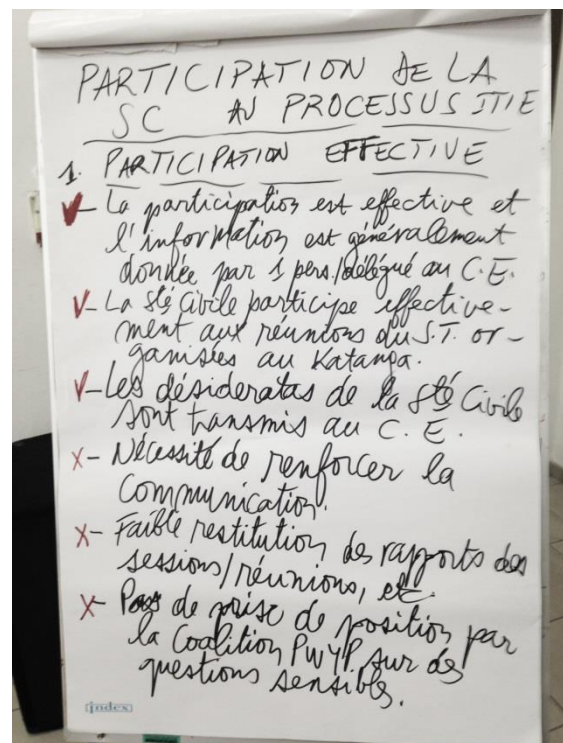 PARTICIPATION DE LA
SC AU PROCESSUS ITIE
1. PARTICIPATION EFFECTIVE
V- La participation est effective et
l'information est généralement
donnée par 1 pers./délégué au C.E.
V- La sté civile participe effective-
ment aux réunions du S.T. or-
ganisées au Katanga.
V- Les désideratas de la sté Civile
sont transmis au C.E.
X- Nécessité de renforcer la
Communication.
X- Faible restitution des rapports des
sessions/réunions, et
X- Pas de prise de position par
la Coalition PWYP sur des
questions sensibles.
index